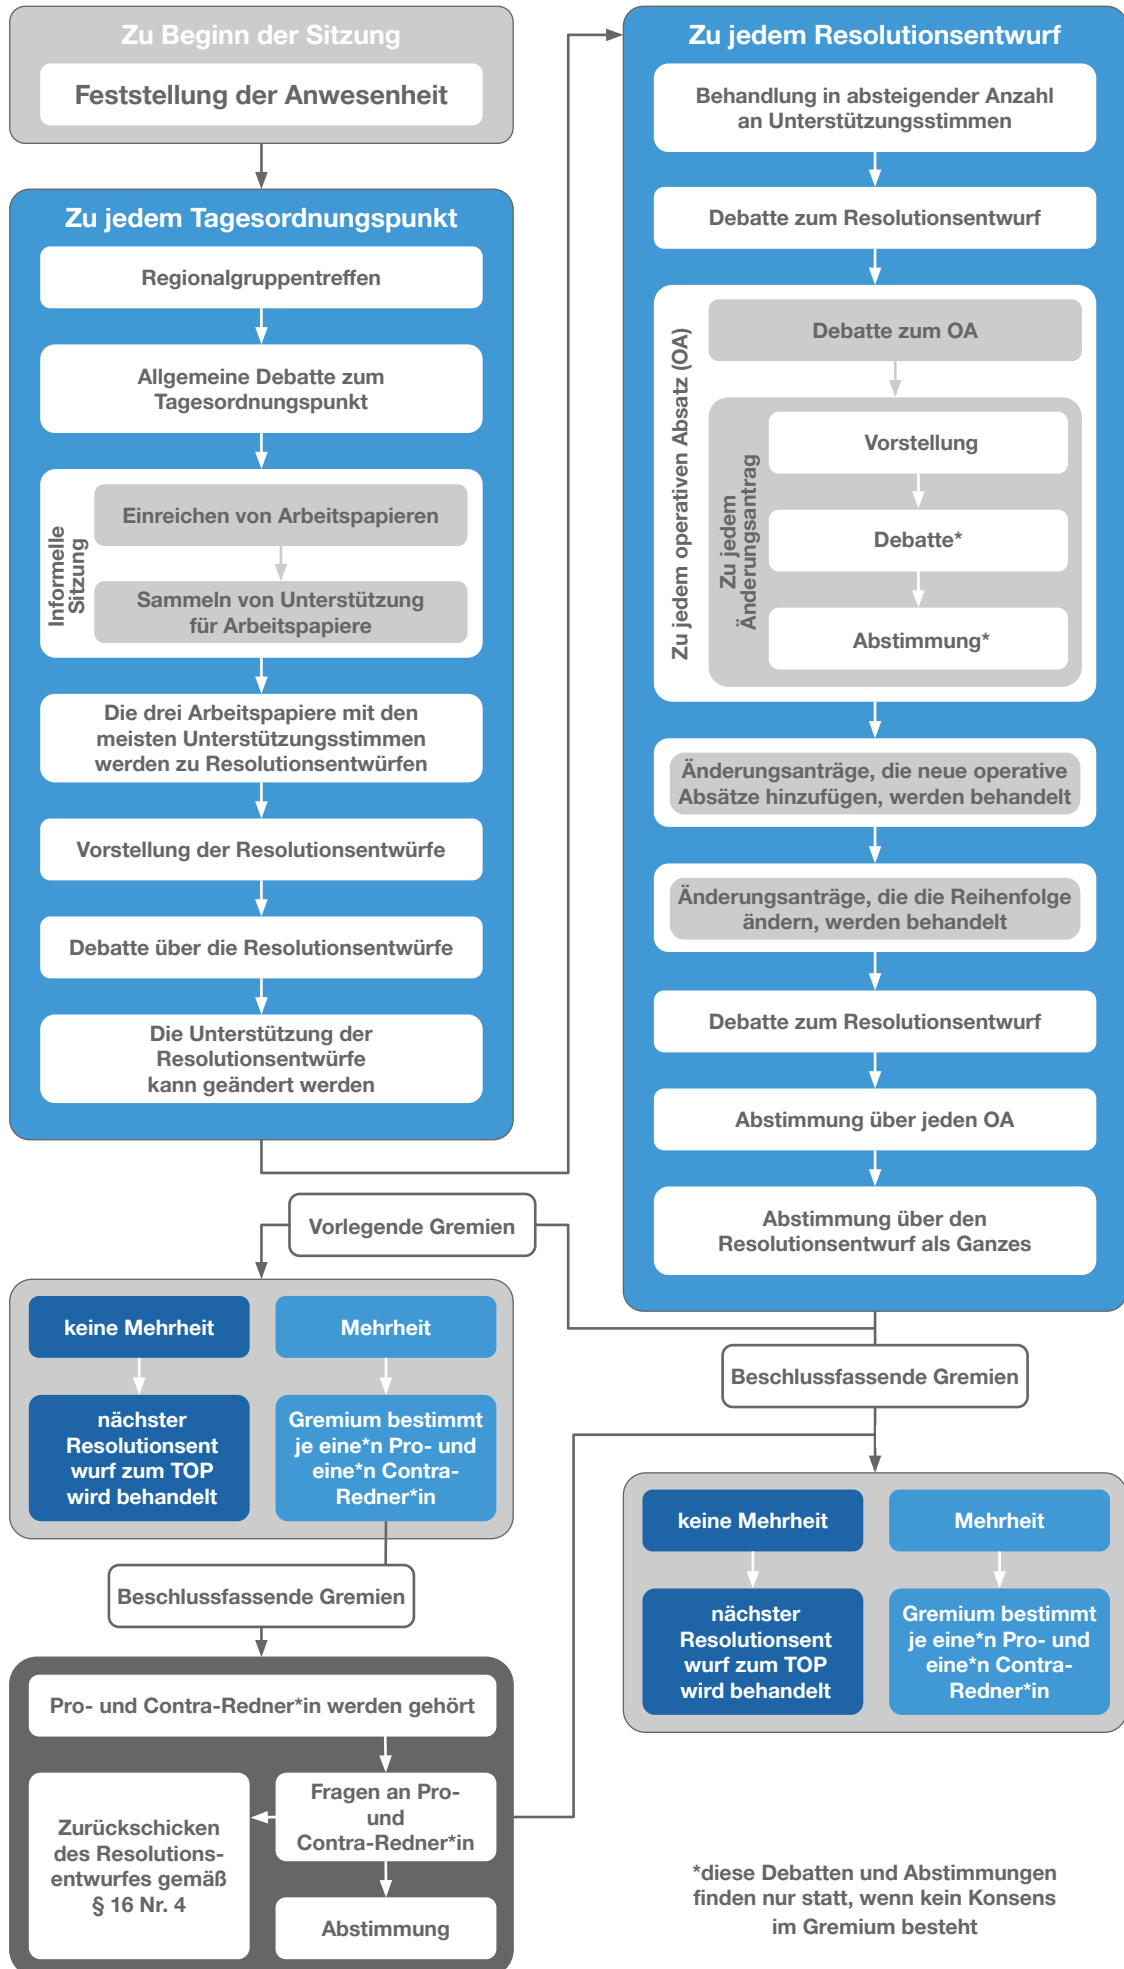 Zu Beginn der Sitzung
Feststellung der Anwesenheit
Zu jedem Tagesordnungspunkt
Regionalgruppentreffen
Allgemeine Debatte zum
Tagesordnungspunkt
Informelle
Sitzung
Einreichen von Arbeitspapieren
Sammeln von Unterstützung
für Arbeitspapiere
Die drei Arbeitspapiere mit den
meisten Unterstützungsstimmen
werden zu Resolutionsentwürfen
Vorstellung der Resolutionsentwürfe
Debatte über die Resolutionsentwürfe
Die Unterstützung der
Resolutionsentwürfe
kann geändert werden
Zu jedem Resolutionsentwurf
Behandlung in absteigender Anzahl
an Unterstützungsstimmen
Debatte zum Resolutionsentwurf
Zu jedem operativen Absatz (OA)
Debatte zum OA
Zu jedem
Änderungsantrag
Vorstellung
Debatte*
Abstimmung*
Änderungsanträge, die neue operative
Absätze hinzufügen, werden behandelt
Änderungsanträge, die die Reihenfolge
ändern, werden behandelt
Debatte zum Resolutionsentwurf
Abstimmung über jeden OA
Abstimmung über den
Resolutionsentwurf als Ganzes
Vorlegende Gremien
keine Mehrheit
nächster
Resolutionsent
wurf zum TOP
wird behandelt
Mehrheit
Gremium bestimmt
je eine*n Pro- und
eine*n Contra-
Redner*in
Beschlussfassende Gremien
Pro- und Contra-Redner*in werden gehört
Fragen an Pro-
und
Contra-Redner*in
Zurückschicken
des Resolutions-
entwurfes gemäß
§ 16 Nr. 4
Abstimmung
Beschlussfassende Gremien
keine Mehrheit
nächster
Resolutionsent
wurf zum TOP
wird behandelt
Mehrheit
Gremium bestimmt
je eine*n Pro- und
eine*n Contra-
Redner*in
*diese Debatten und Abstimmungen
finden nur statt, wenn kein Konsens
im Gremium besteht